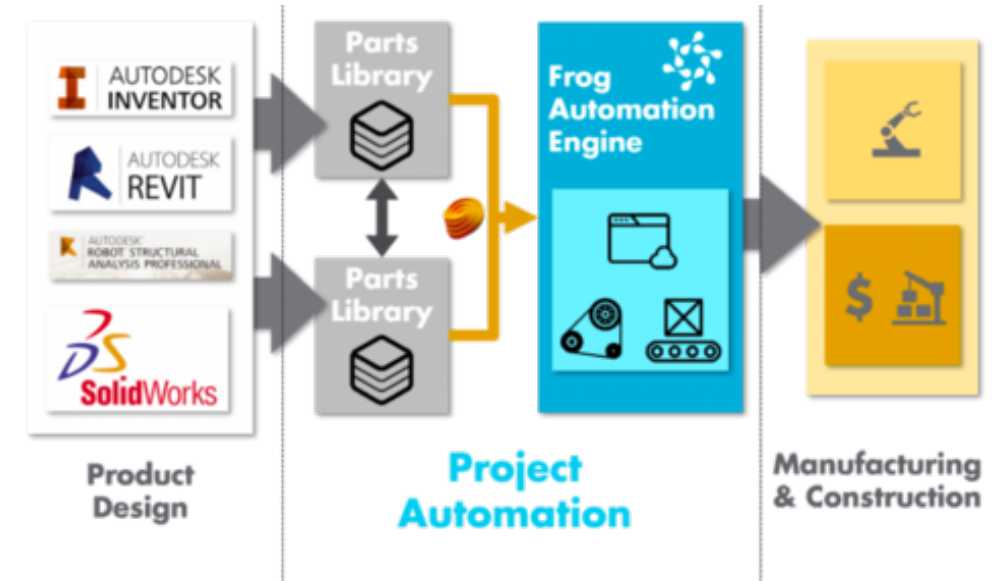 AUTODESK
INVENTOR
AUTODESK
REVIT
AUTODESK®
ROBOT STRUCTURAL
ANALYSIS PROFESSIONAL
DS
SolidWorks
Product
Design
Parts
Library
Parts
Library
Frog
Automation
Engine
Project
Automation
$
Manufacturing
& Construction